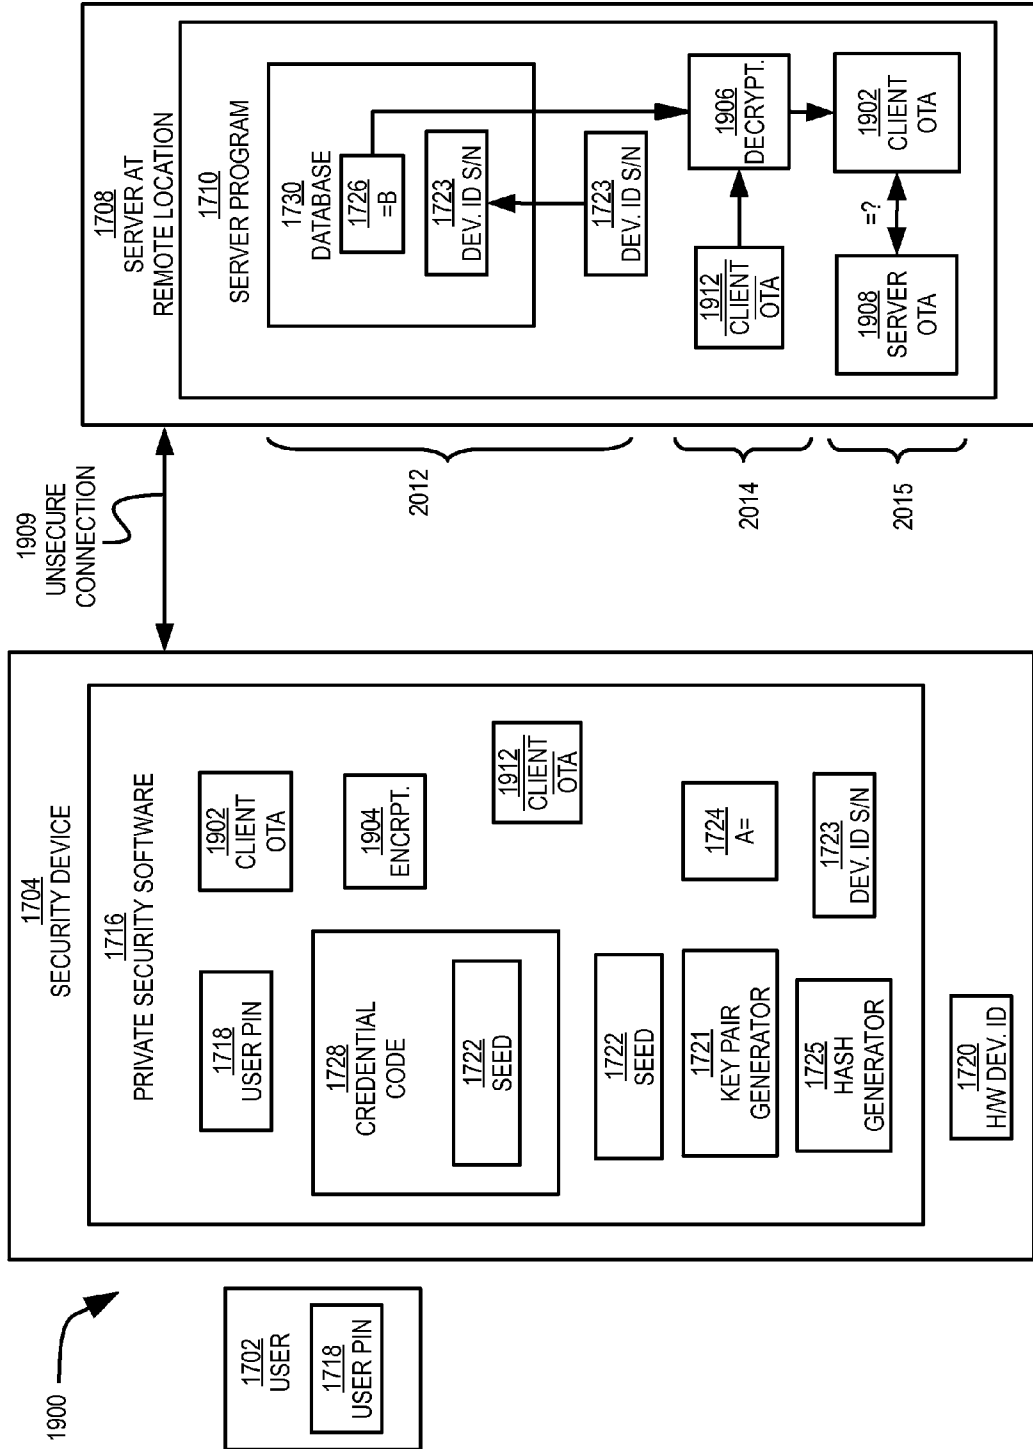 1900
1702
USER
1718
USER PIN
1704
SECURITY DEVICE
1716
PRIVATE SECURITY SOFTWARE
1718
USER PIN
1902
CLIENT
OTA
1728
CREDENTIAL
CODE
1722
SEED
1904
ENCRPT.
1912
CLIENT
OTA
1722
SEED
1721
KEY PAIR
GENERATOR
1724
A=
1725
HASH
GENERATOR
1723
DEV. ID S/N
1720
H/W DEV. ID
1909
UNSECURE
CONNECTION
2012
2014
2015
1708
SERVER AT
REMOTE LOCATION
1710
SERVER PROGRAM
1730
DATABASE
1726
=B
1723
DEV. ID S/N
1723
DEV. ID S/N
1912
CLIENT
OTA
1906
DECRYPT.
1908
SERVER
OTA
=?
1902
CLIENT
OTA